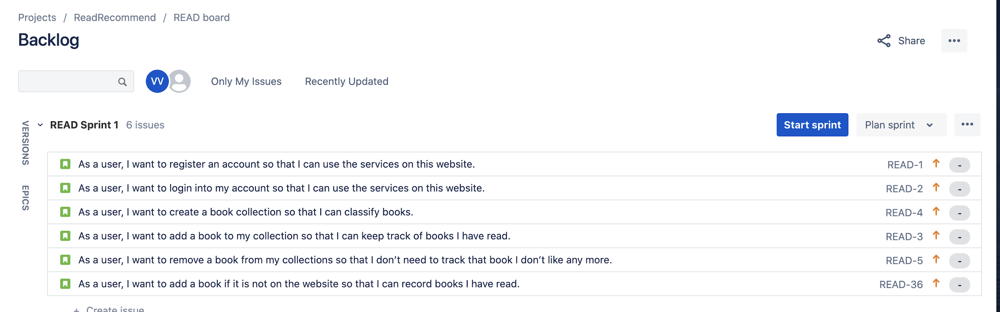 Projects / ReadRecommend / READ board
Backlog
Share
VV
Only My Issues
Recently Updated
VERSIONS
EPICS
READ Sprint 1 6 issues
Start sprint
Plan sprint
As a user, I want to register an account so that I can use the services on this website. READ-1 -
As a user, I want to login into my account so that I can use the services on this website. READ-2 -
As a user, I want to create a book collection so that I can classify books. READ-4 -
As a user, I want to add a book to my collection so that I can keep track of books I have read. READ-3 -
As a user, I want to remove a book from my collections so that I don’t need to track that book I don’t like any more. READ-5 -
As a user, I want to add a book if it is not on the website so that I can record books I have read. READ-36 -
+ Create issue